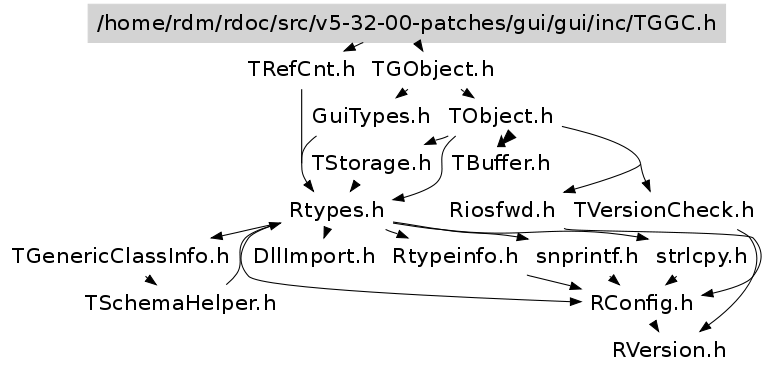 /home/rdm/rdoc/src/v5-32-00-patches/gui/gui/inc/TGGC.h
TRefCnt.h TGObject.h
GuiTypes.h TObject.h
TStorage.h TBuffer.h
Rtypes.h Riosfwd.h TVersionCheck.h
TGenericClassInfo.h DllImport.h Rtypeinfo.h snprintf.h strlcpy.h
TSchemaHelper.h RConfig.h
RVersion.h